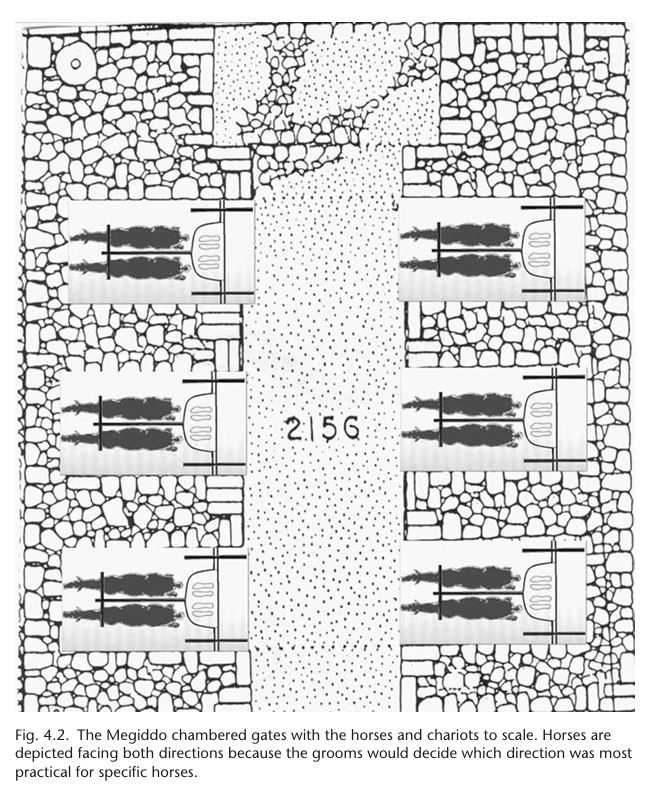 2156
Fig. 4.2. The Megiddo chambered gates with the horses and chariots to scale. Horses are
depicted facing both directions because the grooms would decide which direction was most
practical for specific horses.